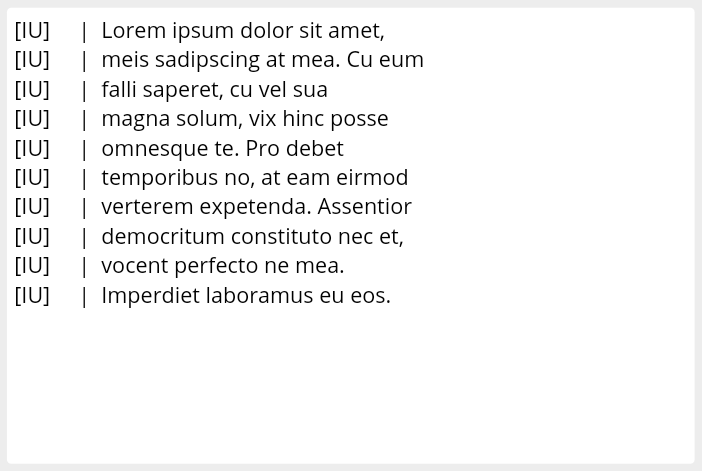 [IU] | Lorem ipsum dolor sit amet,
[IU] | meis sadipscing at mea. Cu eum
[IU] | falli saperet, cu vel sua
[IU] | magna solum, vix hinc posse
[IU] | omnesque te. Pro debet
[IU] | temporibus no, at eam eirmod
[IU] | verterem expetenda. Assentior
[IU] | democritum constituto nec et,
[IU] | vocent perfecto ne mea.
[IU] | Imperdiet laboramus eu eos.